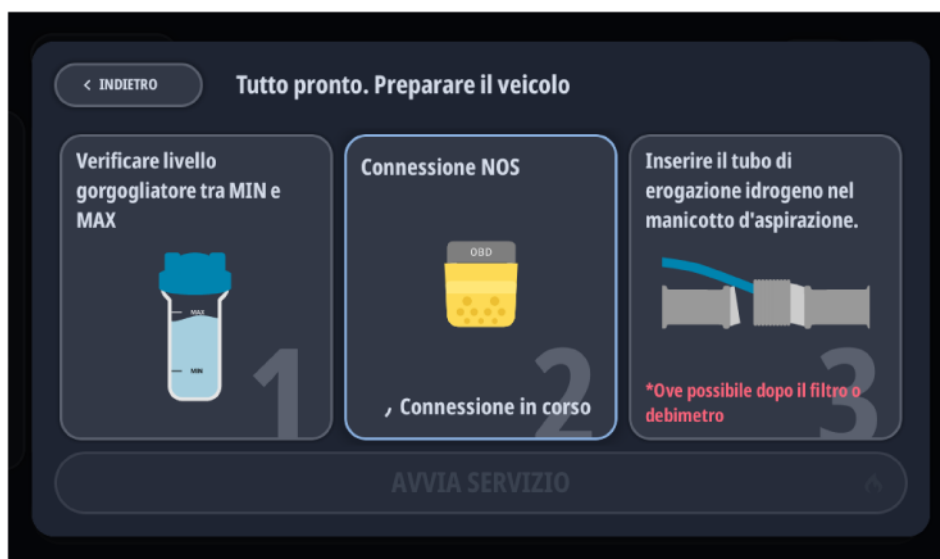 < INDIETRO
Tutto pronto. Preparare il veicolo
Verificare livello
gorgogliatore tra MIN e
MAX
MAX
MIN
1
Connessione NOS
OBD
, Connessione in corso
2
Inserire il tubo di
erogazione idrogeno nel
manicotto d'aspirazione.
*Ove possibile dopo il filtro o
debimetro
3
AVVIA SERVIZIO